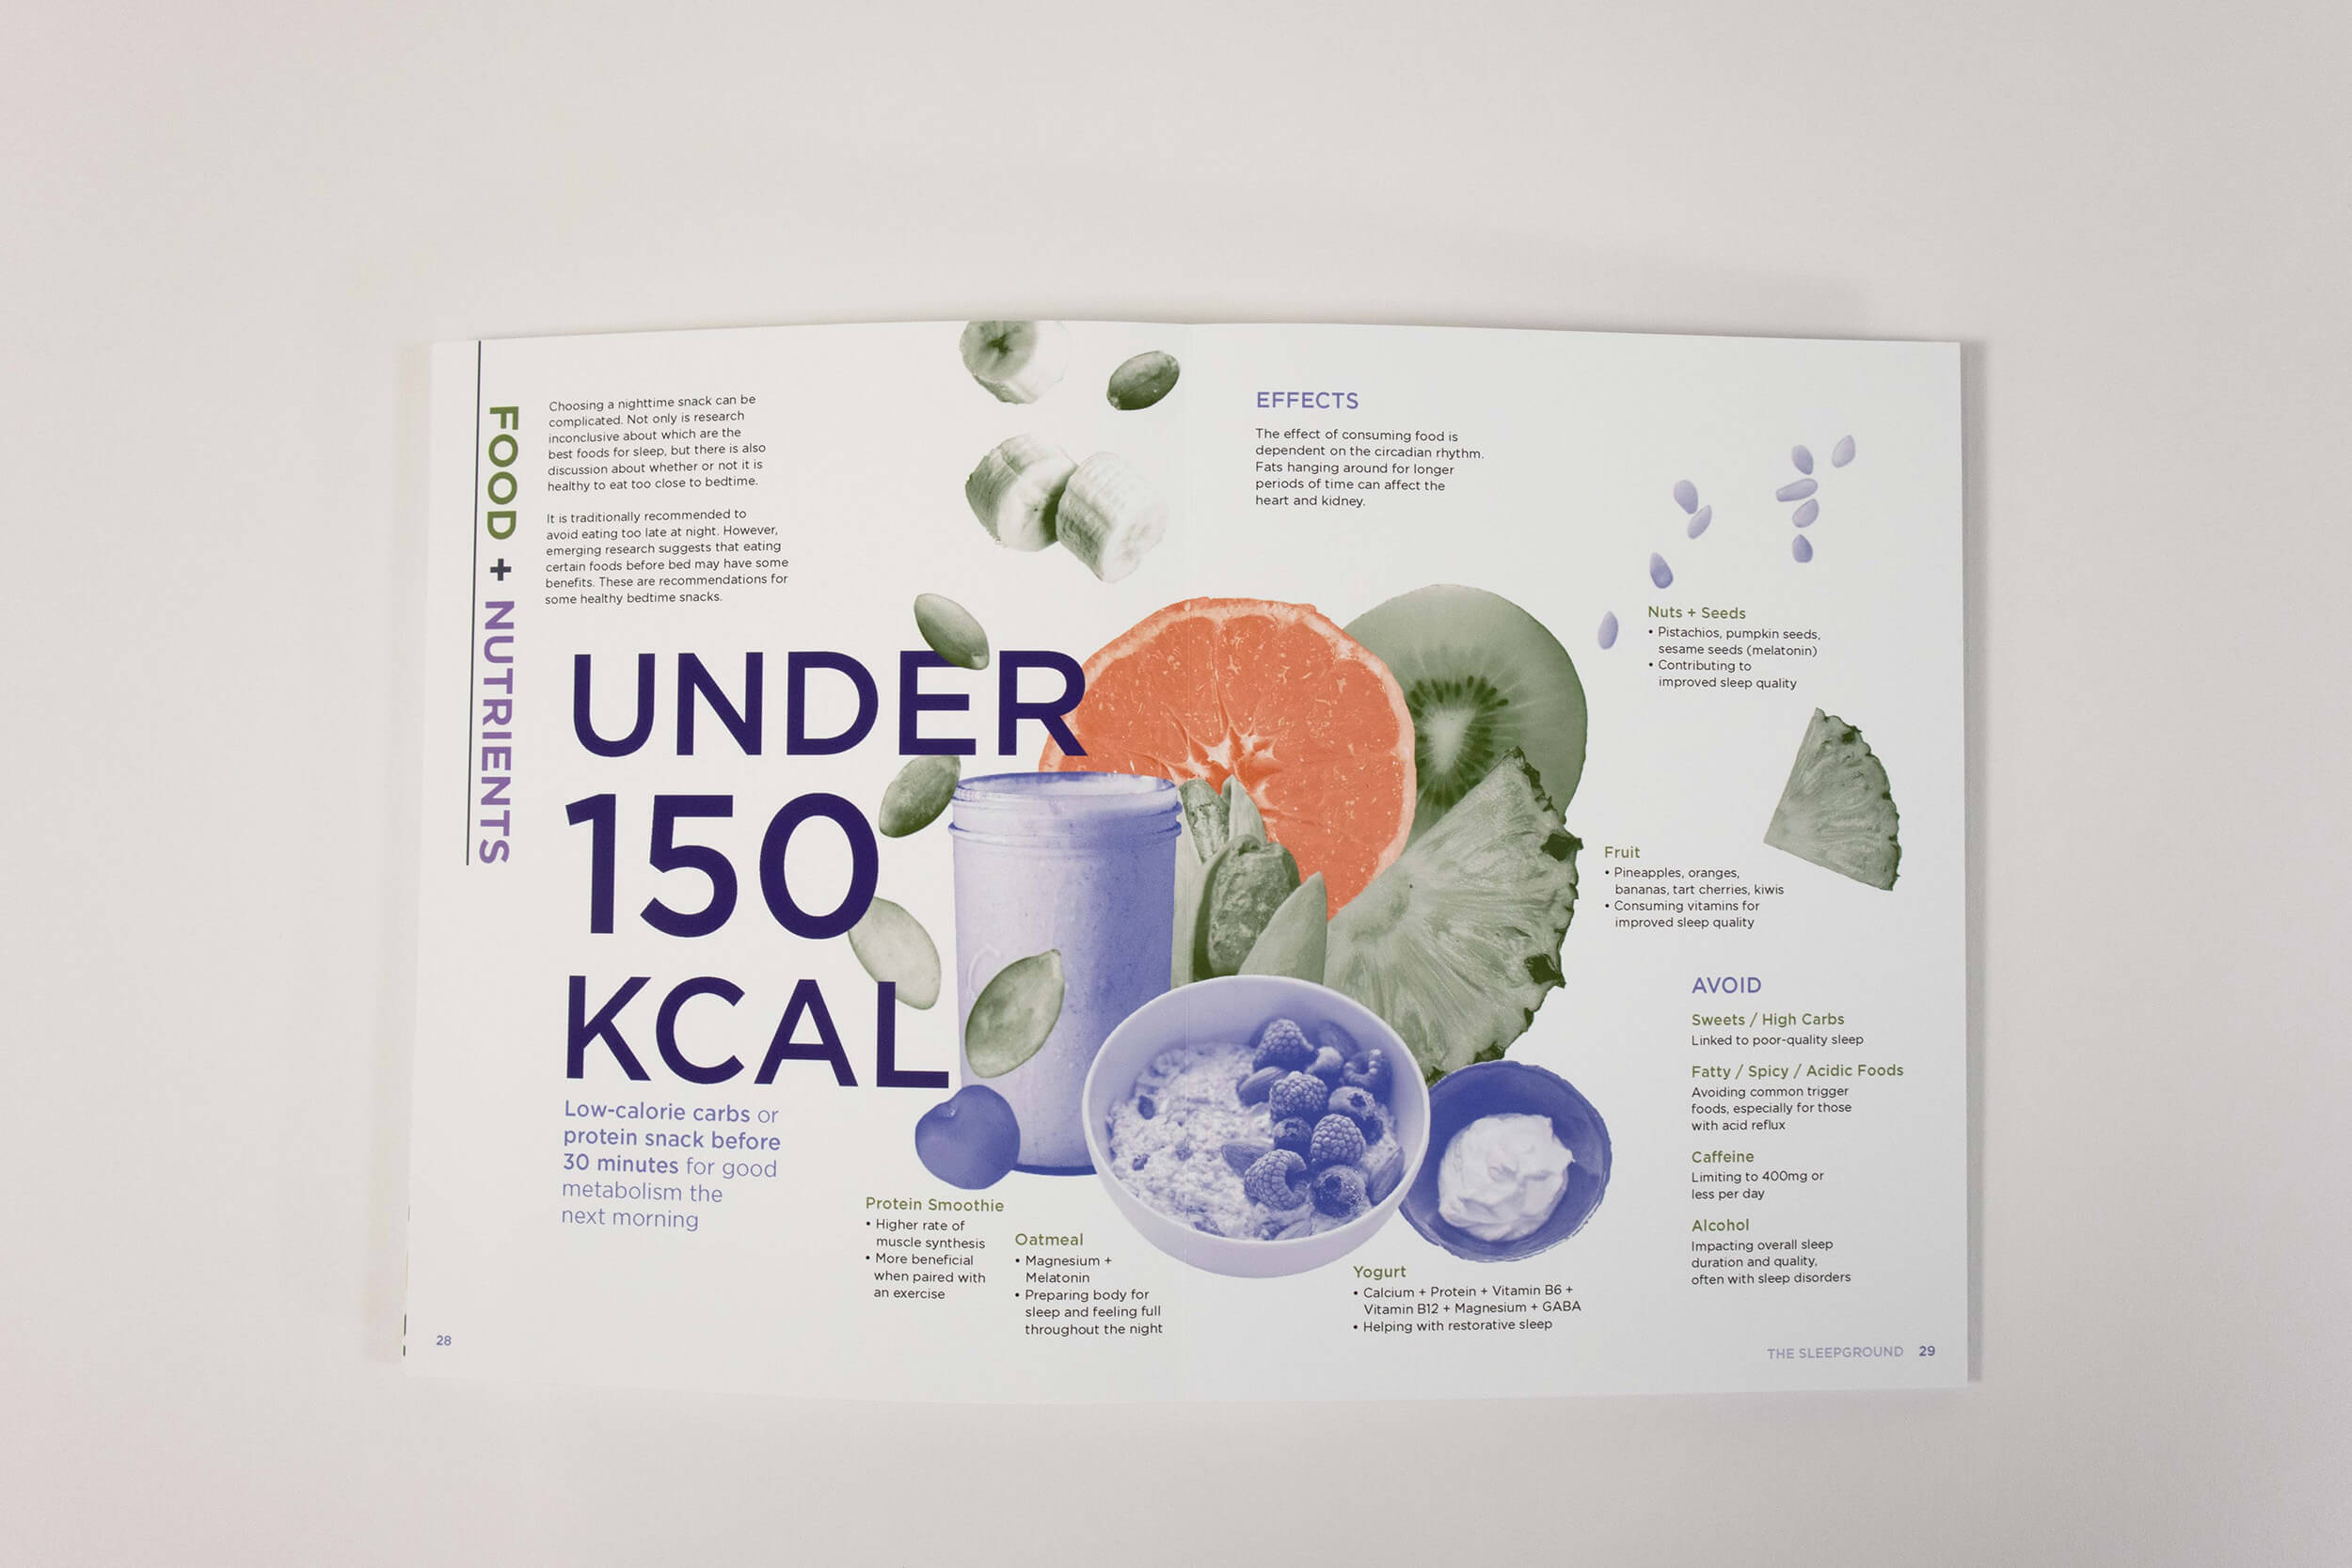 FOOD + NUTRIENTS
Choosing a nighttime snack can be
complicated. Not only is research
inconclusive about which are the
best foods for sleep, but there is also
discussion about whether or not it is
healthy to eat too close to bedtime.
It is traditionally recommended to
avoid eating too late at night. However,
emerging research suggests that eating
certain foods before bed may have some
benefits. These are recommendations for
some healthy bedtime snacks.
UNDER
150
KCAL
Low-calorie carbs or
protein snack before
30 minutes for good
metabolism the
next morning
Protein Smoothie
• Higher rate of
muscle synthesis
• More beneficial
when paired with
an exercise
Oatmeal
• Magnesium +
Melatonin
• Preparing body for
sleep and feeling full
throughout the night
28
EFFECTS
The effect of consuming food is
dependent on the circadian rhythm.
Fats hanging around for longer
periods of time can affect the
heart and kidney.
Nuts + Seeds
• Pistachios, pumpkin seeds,
sesame seeds (melatonin)
• Contributing to
improved sleep quality
Fruit
• Pineapples, oranges,
bananas, tart cherries, kiwis
• Consuming vitamins for
improved sleep quality
Yogurt
• Calcium + Protein + Vitamin B6 +
Vitamin B12 + Magnesium + GABA
• Helping with restorative sleep
AVOID
Sweets / High Carbs
Linked to poor-quality sleep
Fatty / Spicy / Acidic Foods
Avoiding common trigger
foods, especially for those
with acid reflux
Caffeine
Limiting to 400mg or
less per day
Alcohol
Impacting overall sleep
duration and quality,
often with sleep disorders
THE SLEEPGROUND 29